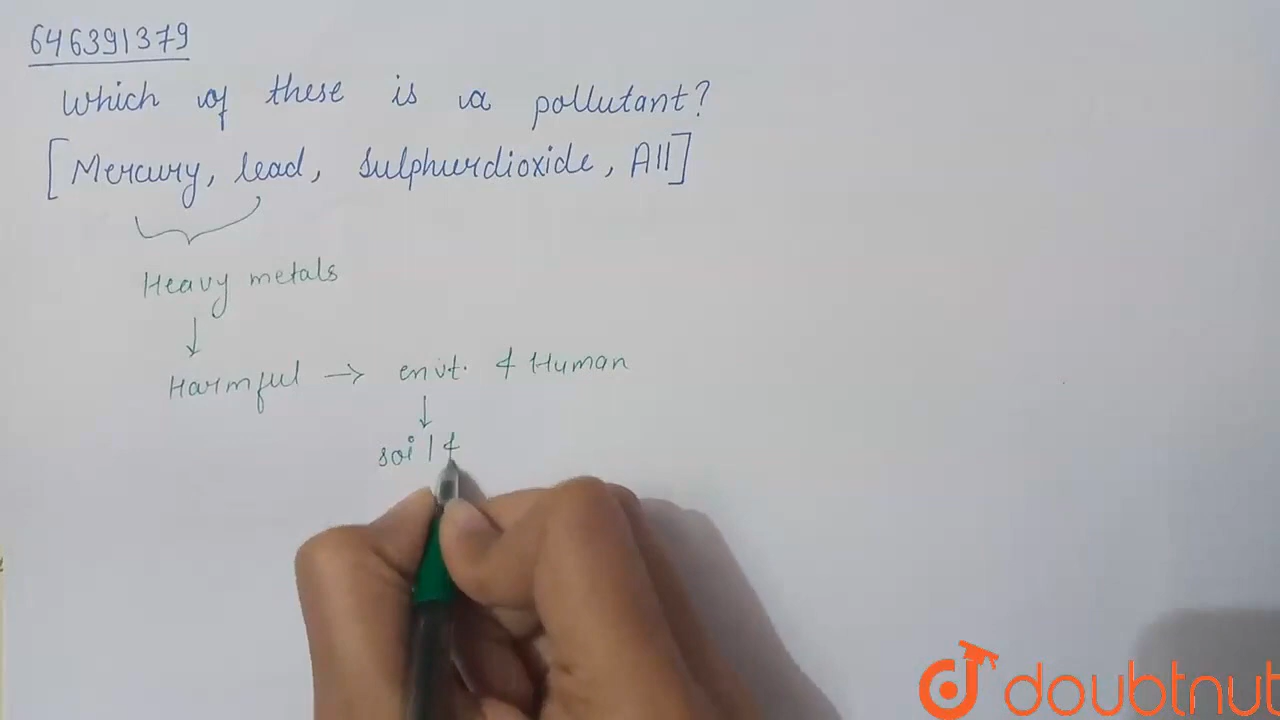 646391379
Which of these is a pollutant?
[Mercury, lead, sulphurdioxide, All]
Heavy metals
↓
Harmful → envt. & Human
↓
soil &
doubtnut